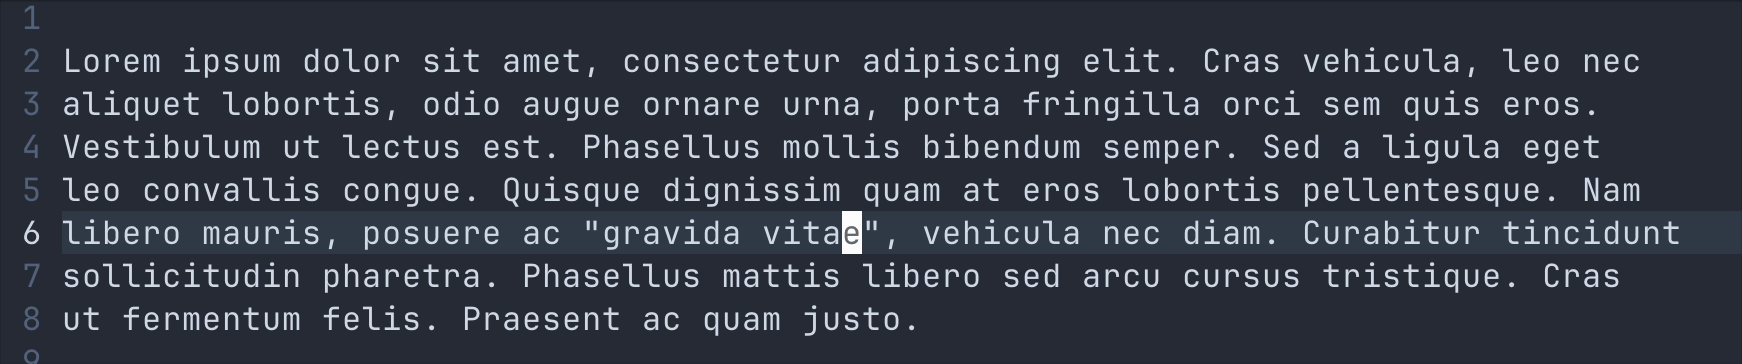 1
2 Lorem ipsum dolor sit amet, consectetur adipiscing elit. Cras vehicula, leo nec
3 aliquet lobortis, odio augue ornare urna, porta fringilla orci sem quis eros.
4 Vestibulum ut lectus est. Phasellus mollis bibendum semper. Sed a ligula eget
5 leo convallis congue. Quisque dignissim quam at eros lobortis pellentesque. Nam
6 libero mauris, posuere ac "gravida vitae", vehicula nec diam. Curabitur tincidunt
7 sollicitudin pharetra. Phasellus mattis libero sed arcu cursus tristique. Cras
8 ut fermentum felis. Praesent ac quam justo.
9